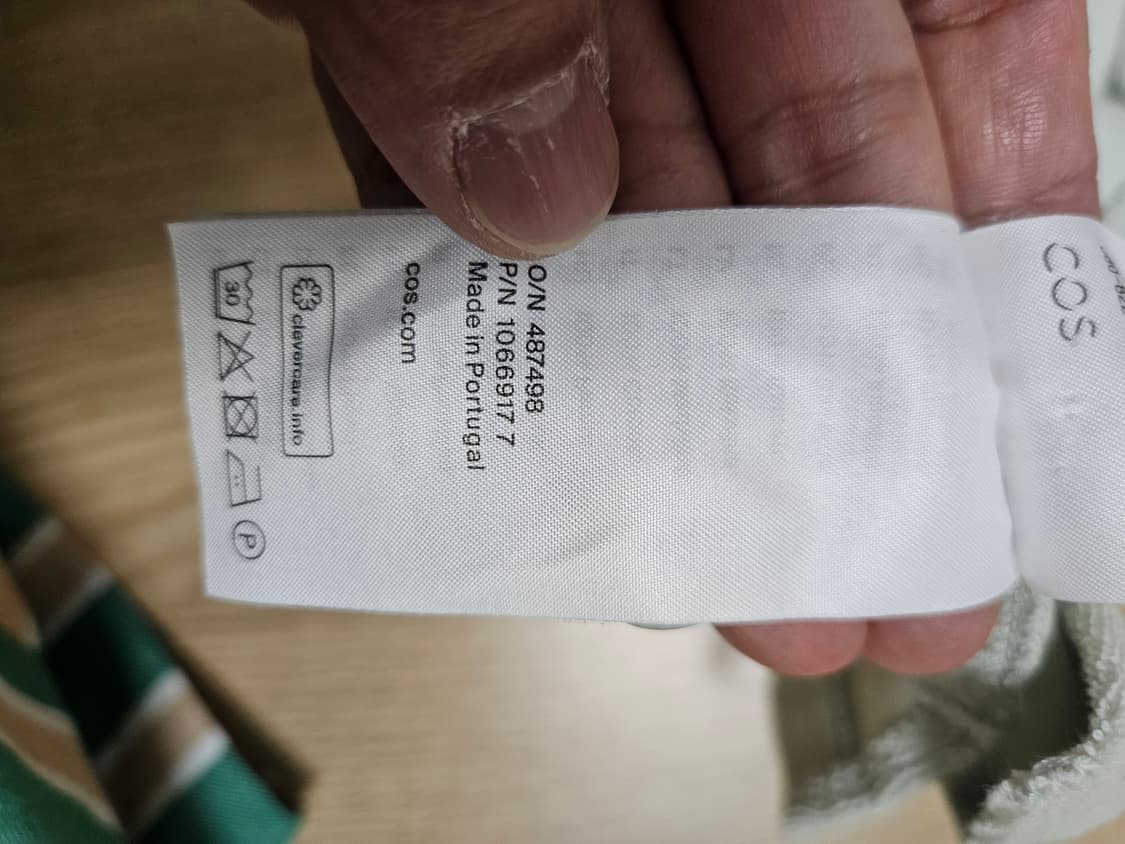 COS
O/N 487498
P/N 1066917 7
Made in Portugal
cos.com
clevercare.info
30
P